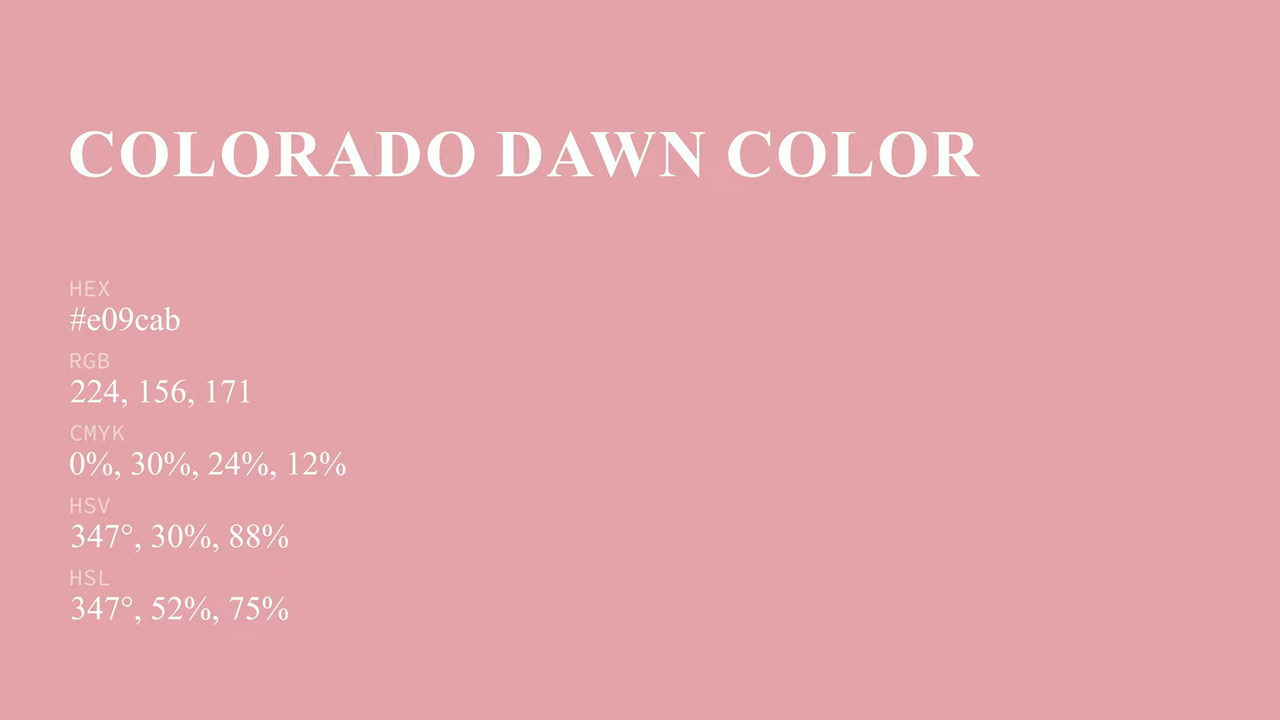 COLORADO DAWN COLOR
HEX
#e09cab
RGB
224, 156, 171
CMYK
0%, 30%, 24%, 12%
HSV
347°, 30%, 88%
HSL
347°, 52%, 75%